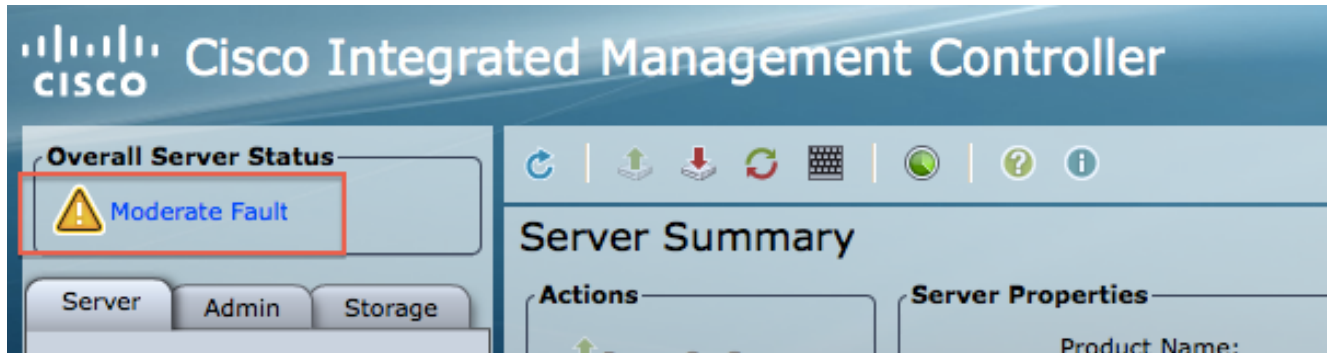 CISCO
Cisco Integrated Management Controller
Overall Server Status
Moderate Fault
Server
Admin
Storage
Server Summary
Actions
Server Properties
Product Name: